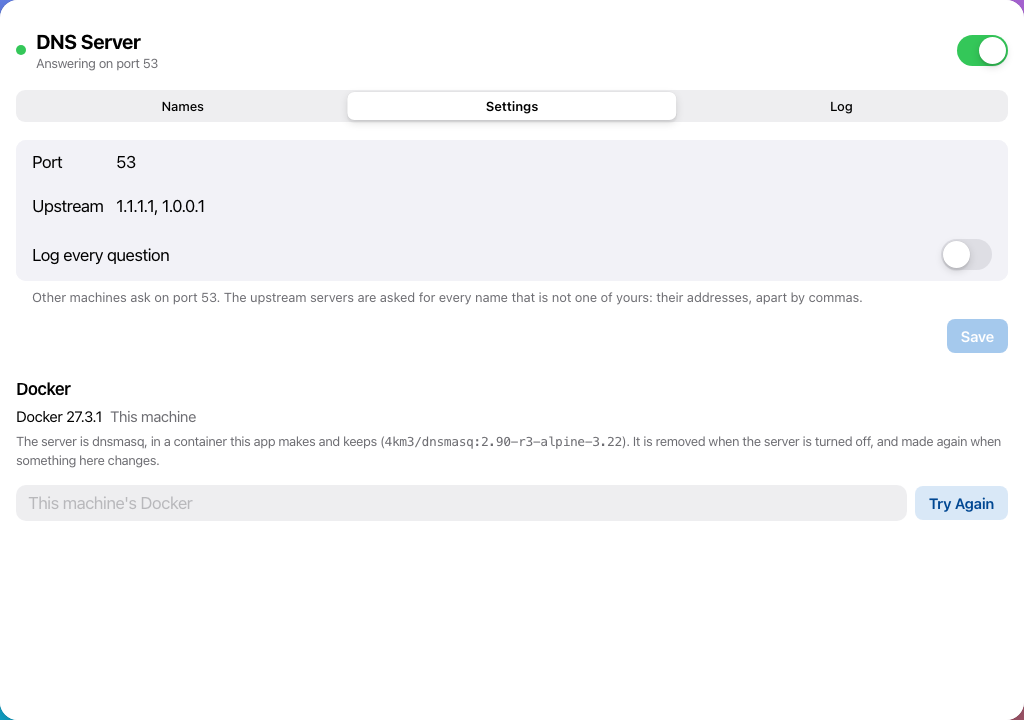 DNS Server
Answering on port 53
Names
Settings
Log
Port
53
Upstream
1.1.1.1, 1.0.0.1
Log every question
Other machines ask on port 53. The upstream servers are asked for every name that is not one of yours: their addresses, apart by commas.
Save
Docker
Docker 27.3.1 This machine
The server is dnsmasq, in a container this app makes and keeps (4km3/dnsmasq:2.90-r3-alpine-3.22). It is removed when the server is turned off, and made again when
something here changes.
This machine's Docker
Try Again